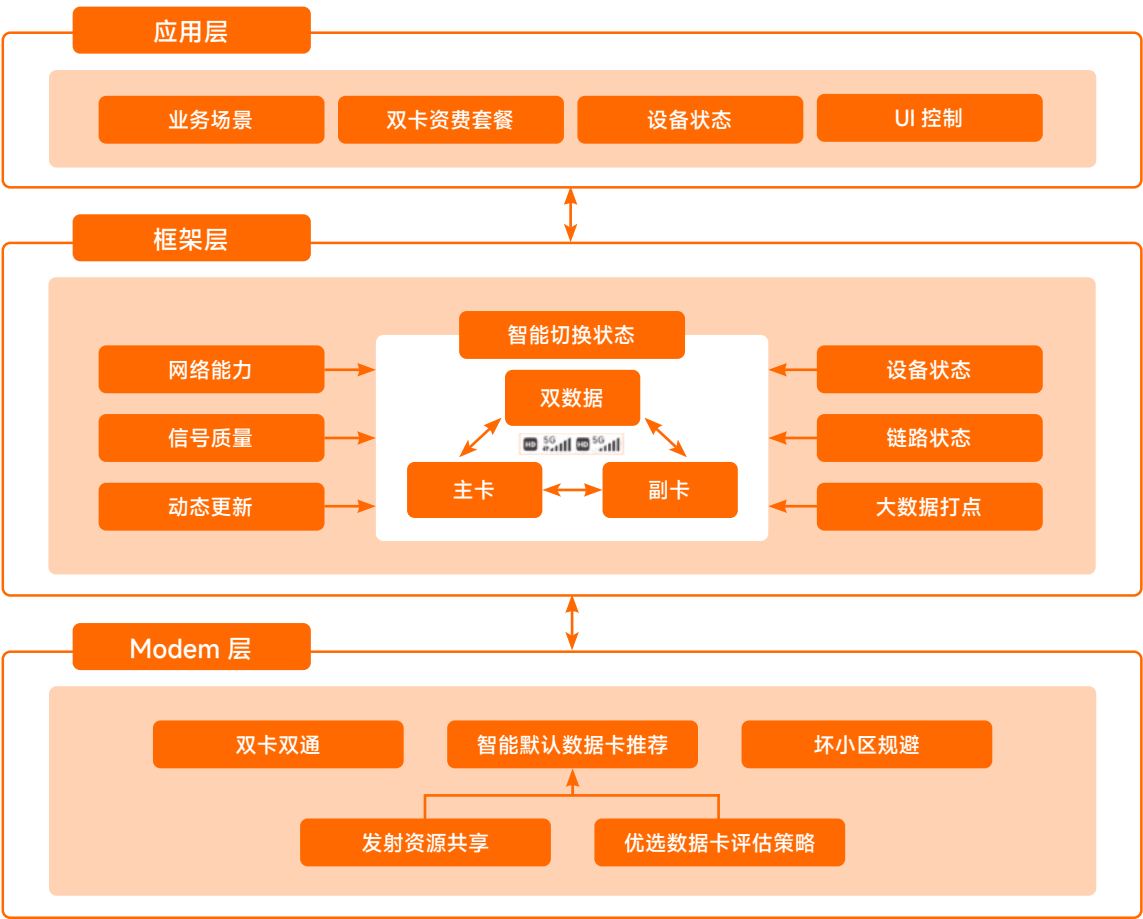 应用层
业务场景
双卡资费套餐
设备状态
UI 控制
框架层
智能切换状态
网络能力
设备状态
双数据
信号质量
HD 5G HD 5G
链路状态
主卡
副卡
动态更新
大数据打点
Modem 层
双卡双通
智能默认数据卡推荐
坏小区规避
发射资源共享
优选数据卡评估策略